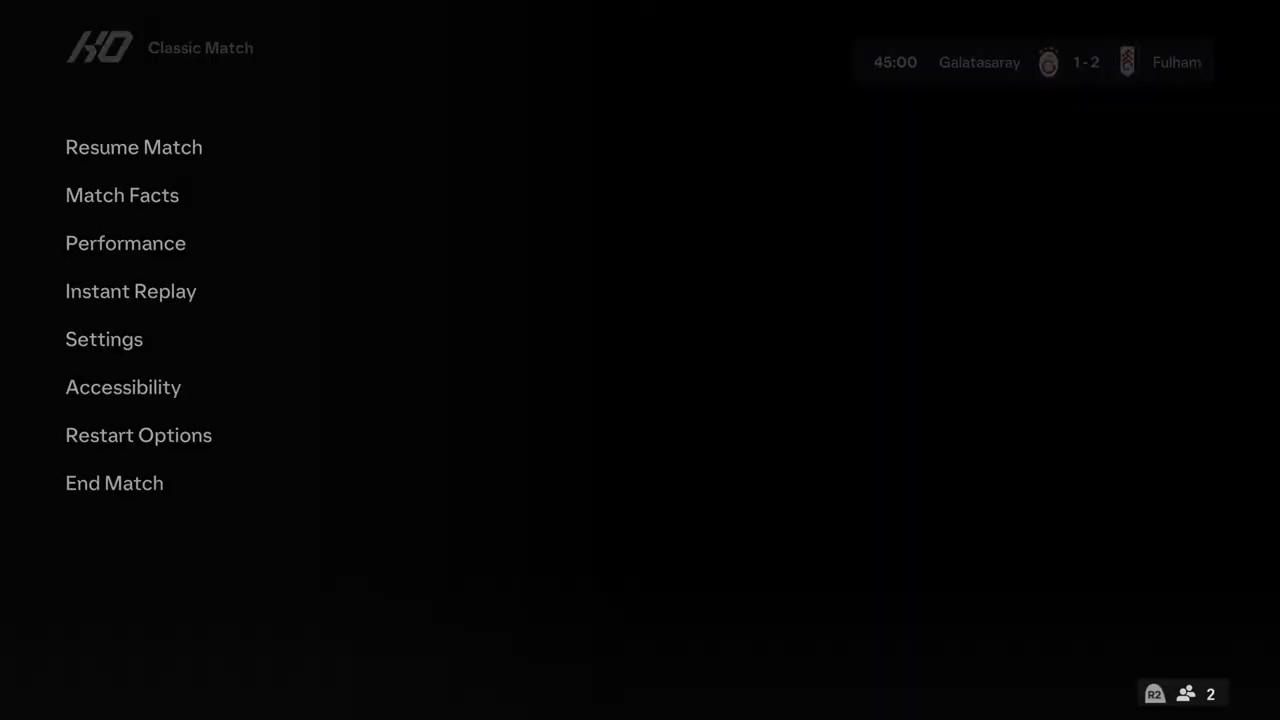 KO Classic Match
45:00 Galatasaray 1 - 2 Fulham
Resume Match
Match Facts
Performance
Instant Replay
Settings
Accessibility
Restart Options
End Match
R2 2